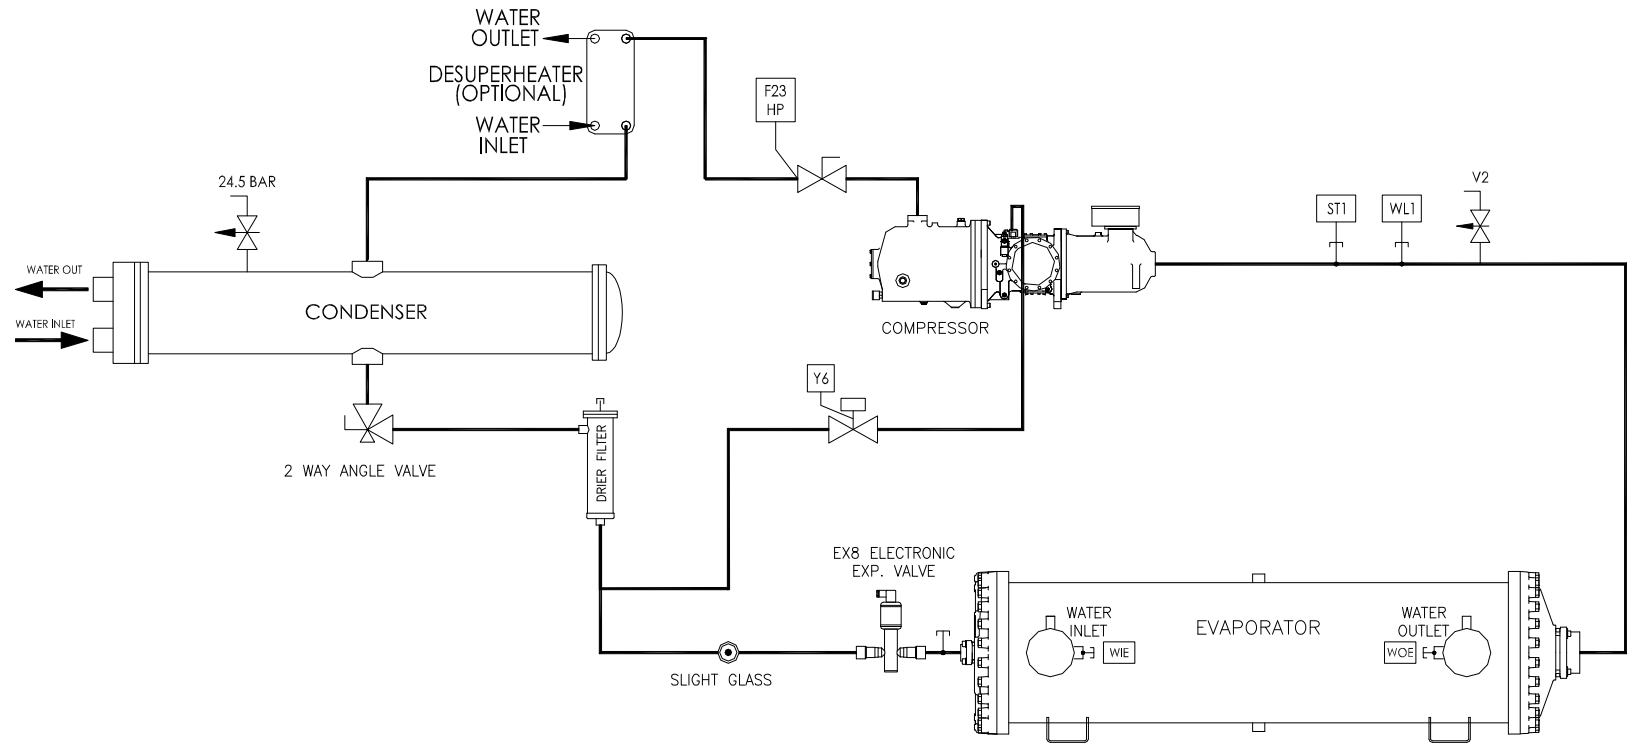 WATER
OUTLET
DESUPERHEATER
(OPTIONAL)
WATER
INLET
F23
HP
24.5 BAR
V2
ST1
WL1
WATER OUT
WATER INLET
CONDENSER
COMPRESSOR
Y6
2 WAY ANGLE VALVE
DRIER FILTER
EX8 ELECTRONIC
EXP. VALVE
SLIGHT GLASS
WATER
INLET
WIE
EVAPORATOR
WATER
OUTLET
WOE